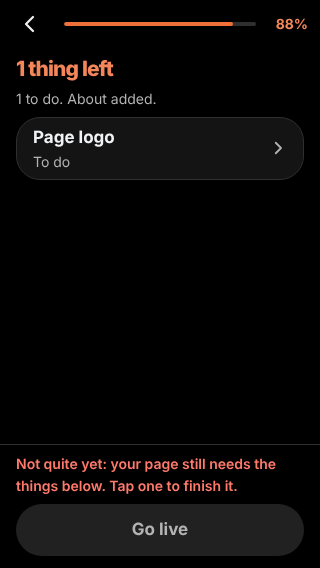 88%
1 thing left
1 to do. About added.
Page logo
To do
Not quite yet: your page still needs the
things below. Tap one to finish it.
Go live